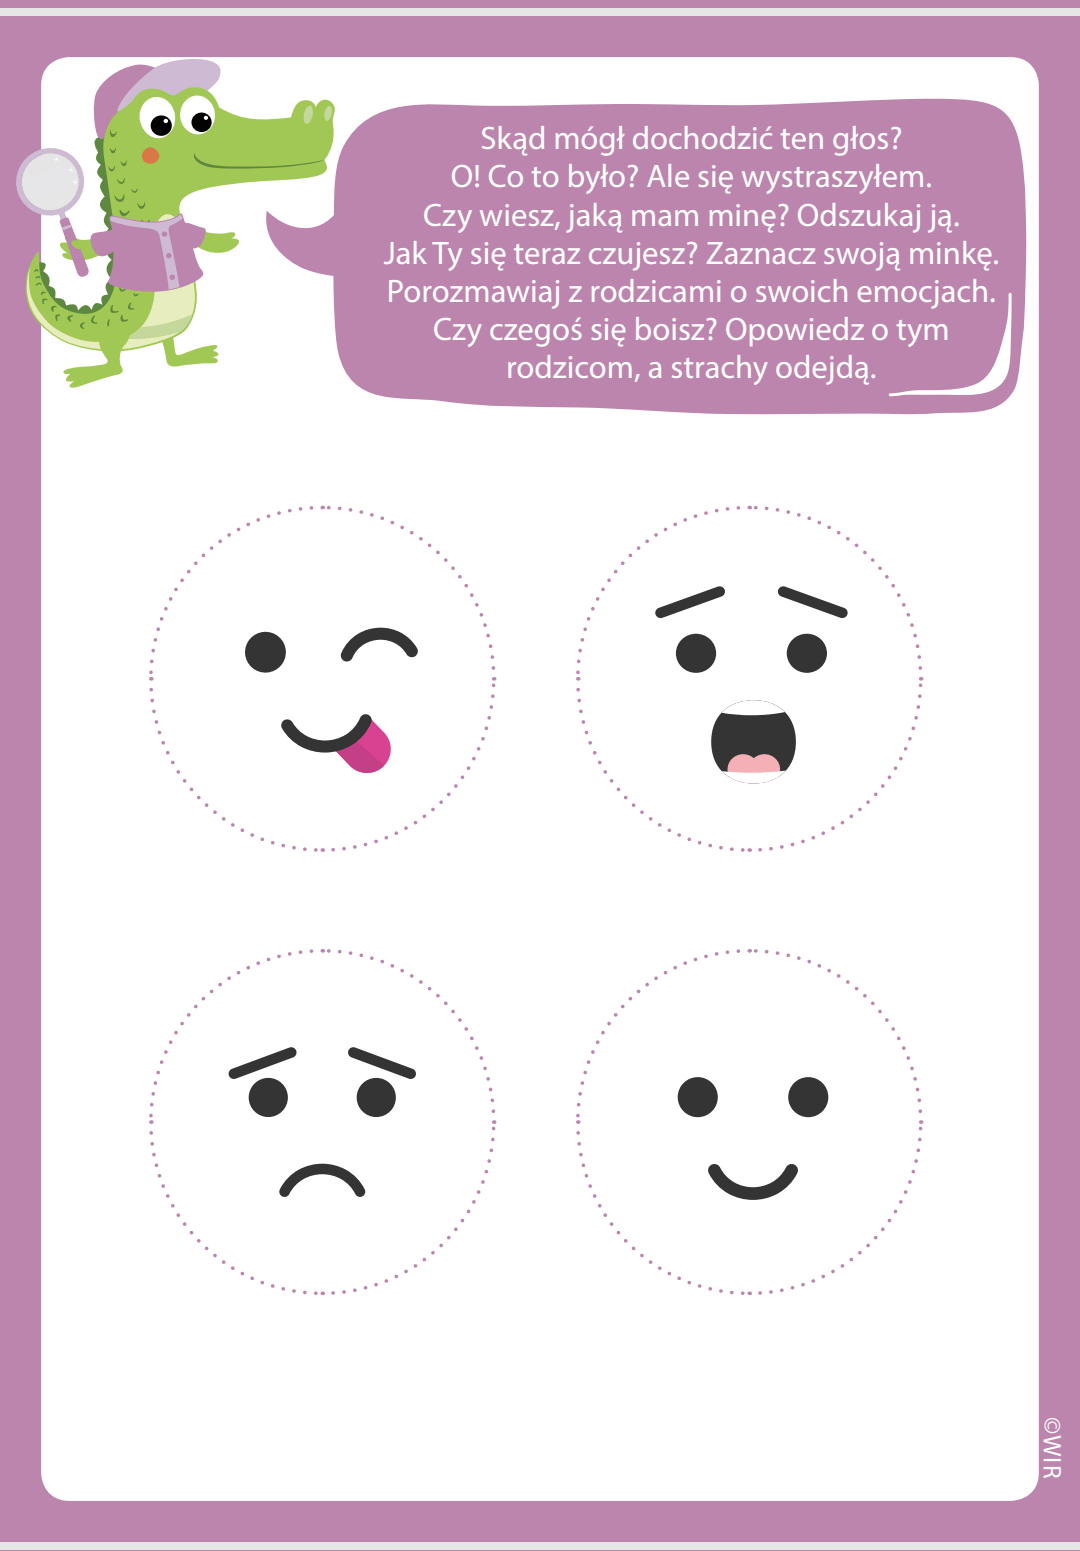 Skąd mógł dochodzić ten głos?
O! Co to było? Ale się wystraszyłem.
Czy wiesz, jaką mam minę? Odszukaj ją.
Jak Ty się teraz czujesz? Zaznacz swoją minkę.
Porozmawiaj z rodzicami o swoich emocjach.
Czy czegoś się boisz? Opowiedz o tym
rodzicom, a strachy odejdą.
©WIR